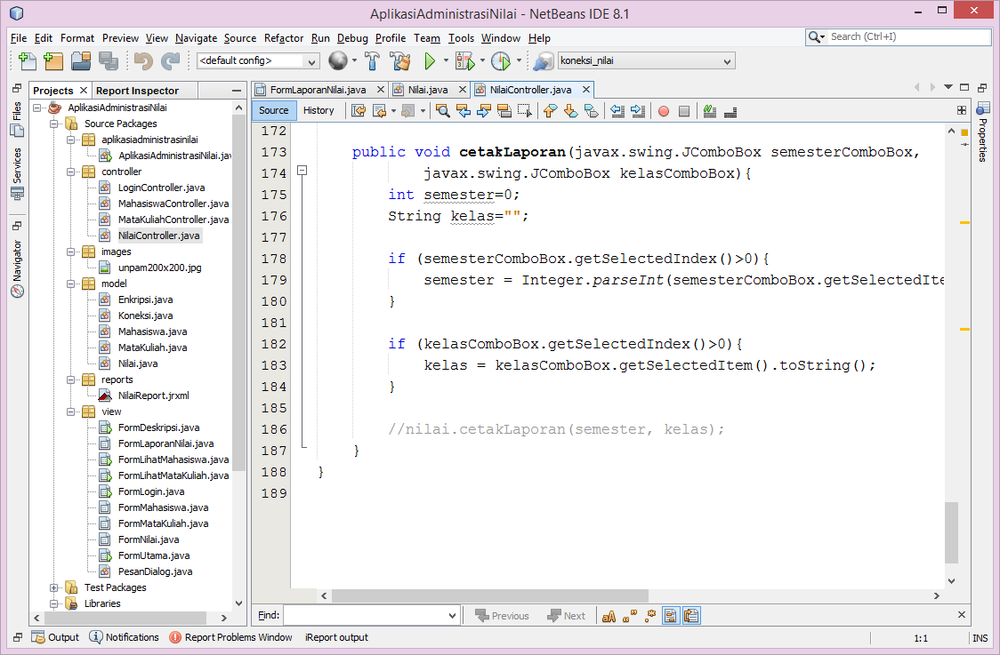 AplikasiAdministrasiNilai - NetBeans IDE 8.1
File Edit Format Preview View Navigate Source Refactor Run Debug Profile Team Tools Window Help
Search (Ctrl+I)
<default config>
koneksi_nilai
Files
Services
Navigator
Projects
Report Inspector
AplikasiAdministrasiNilai
Source Packages
aplikasiadministrasinilai
AplikasiAdministrasiNilai.jav
controller
LoginController.java
MahasiswaController.java
MataKuliahController.java
NilaiController.java
images
unpam200x200.jpg
model
Enkripsi.java
Koneksi.java
Mahasiswa.java
MataKuliah.java
Nilai.java
reports
NilaiReport.jrxml
view
FormDeskripsi.java
FormLaporanNilai.java
FormLihatMahasiswa.java
FormLihatMataKuliah.java
FormLogin.java
FormMahasiswa.java
FormMataKuliah.java
FormNilai.java
FormUtama.java
PesanDialog.java
Test Packages
Libraries
FormLaporanNilai.java Nilai.java NilaiController.java
Source History
172
173 public void cetakLaporan(javax.swing.JComboBox semesterComboBox,
174 javax.swing.JComboBox kelasComboBox){
175 int semester=0;
176 String kelas="";
177
178 if (semesterComboBox.getSelectedIndex()>0){
179 semester = Integer.parseInt(semesterComboBox.getSelectedIte
180 }
181
182 if (kelasComboBox.getSelectedIndex()>0){
183 kelas = kelasComboBox.getSelectedItem().toString();
184 }
185
186 //nilai.cetakLaporan(semester, kelas);
187 }
188 }
189
Properties
Find: Previous Next
Output Notifications Report Problems Window iReport output
1:1 INS